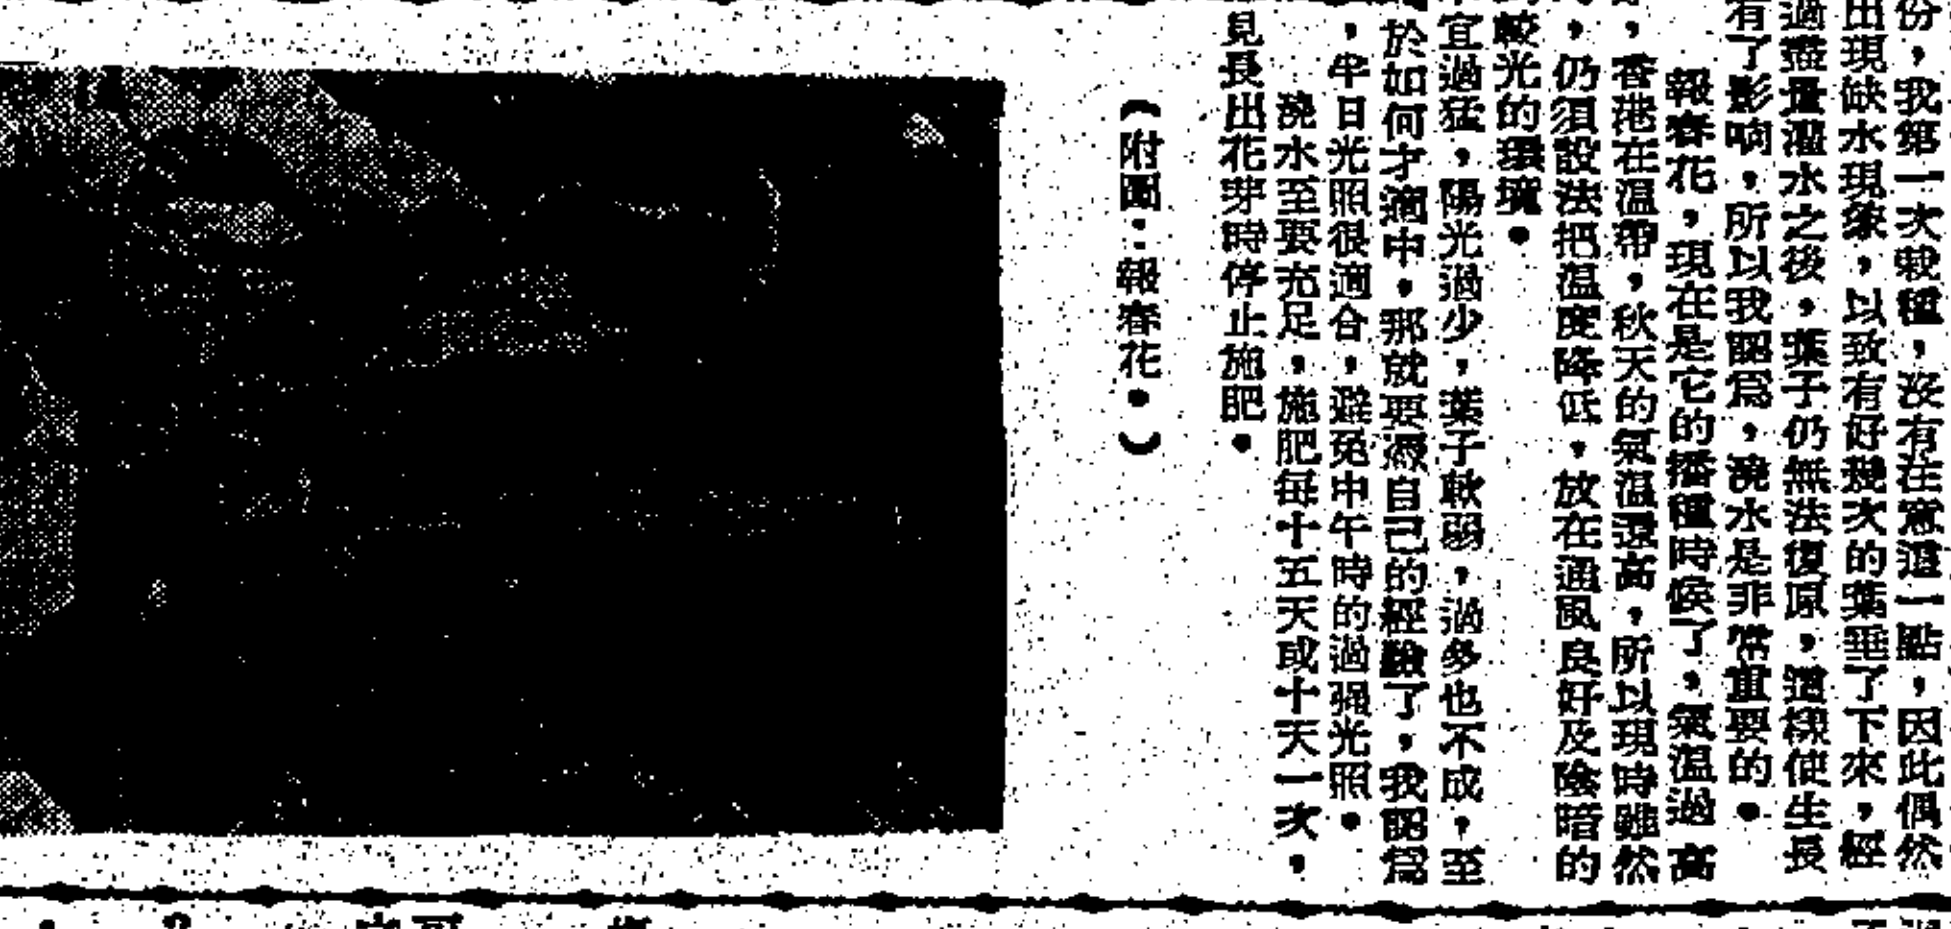 份，我第一次栽種，沒有注意這一點，因此偶然
出現缺水現象，以致有好幾次的葉垂了下來，經
過盡量灌水之後，葉子仍無法復原，這樣使生長
有了影响，所以我認爲，澆水是非常重要的。
報春花，現在是它的播種時候了，氣溫過高
，香港在溫帶，秋天的氣溫還高，所以現時雖然
，仍須設法把溫度降低，放在通風良好及陰暗的
較光的環境。
宜過猛，陽光過少，葉子軟弱，過多也不成，至
於如何才適中，那就要憑自己的經驗了，我認爲
，半日光照很適合，避免中午時的過强光照。
澆水至要充足，施肥每十五天或十天一次，
見長出花芽時停止施肥。
（附圖：報春花。）